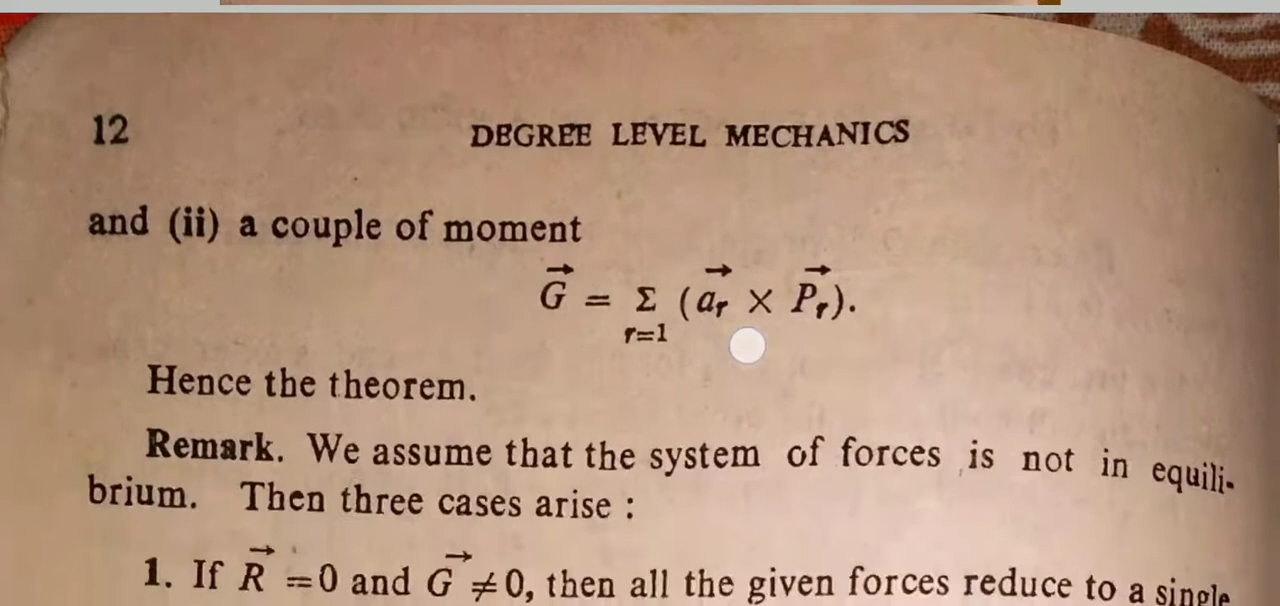 12 DEGREE LEVEL MECHANICS
and (ii) a couple of moment
G⃗ = Σ (a⃗ᵣ × P⃗ᵣ).
r=1
Hence the theorem.
Remark. We assume that the system of forces is not in equili-
brium. Then three cases arise :
1. If R⃗ =0 and G⃗ ≠0, then all the given forces reduce to a single